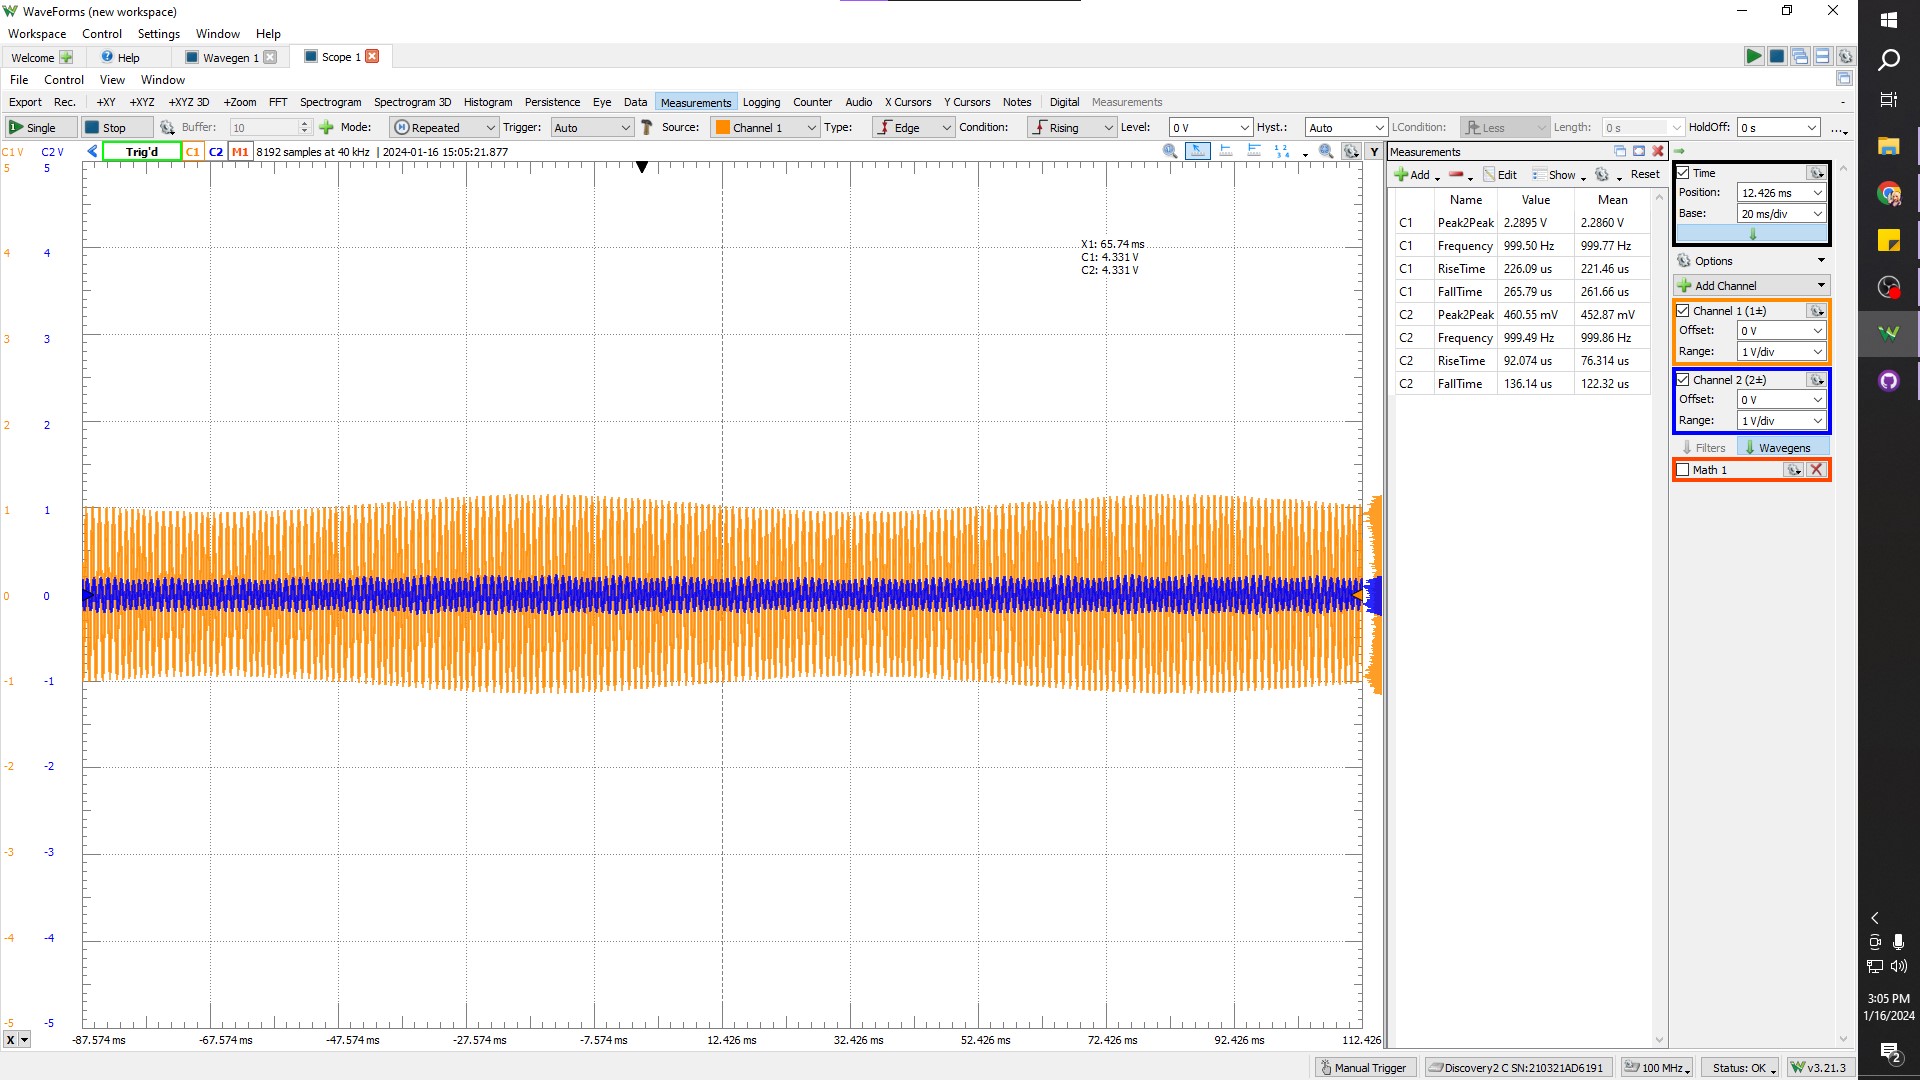 WaveForms (new workspace)
Workspace Control Settings Window Help
Welcome Help Wavegen 1 Scope 1
File Control View Window
Export Rec. +XY +XYZ +XYZ 3D +Zoom FFT Spectrogram Spectrogram 3D Histogram Persistence Eye Data Measurements Logging Counter Audio X Cursors Y Cursors Notes Digital Measurements
Single Stop Buffer: 10 Mode: Repeated Trigger: Auto Source: Channel 1 Type: Edge Condition: Rising Level: 0 V Hyst.: Auto LCondition: Less Length: 0 s HoldOff: 0 s ...
C1 V C2 V Trig'd C1 C2 M1 8192 samples at 40 kHz | 2024-01-16 15:05:21.877 Y
5 5
4 4
3 3
2 2
1 1
0 0
-1 -1
-2 -2
-3 -3
-4 -4
-5 -5
X1: 65.74 ms
C1: 4.331 V
C2: 4.331 V
X -87.574 ms -67.574 ms -47.574 ms -27.574 ms -7.574 ms 12.426 ms 32.426 ms 52.426 ms 72.426 ms 92.426 ms 112.426
Measurements
Add Edit Show Reset
Name Value Mean
C1 Peak2Peak 2.2895 V 2.2860 V
C1 Frequency 999.50 Hz 999.77 Hz
C1 RiseTime 226.09 us 221.46 us
C1 FallTime 265.79 us 261.66 us
C2 Peak2Peak 460.55 mV 452.87 mV
C2 Frequency 999.49 Hz 999.86 Hz
C2 RiseTime 92.074 us 76.314 us
C2 FallTime 136.14 us 122.32 us
Time
Position: 12.426 ms
Base: 20 ms/div
Options
Add Channel
Channel 1 (1±)
Offset: 0 V
Range: 1 V/div
Channel 2 (2±)
Offset: 0 V
Range: 1 V/div
Filters Wavegens
Math 1
Manual Trigger Discovery2 C SN:210321AD6191 100 MHz Status: OK v3.21.3
3:05 PM
1/16/2024
2